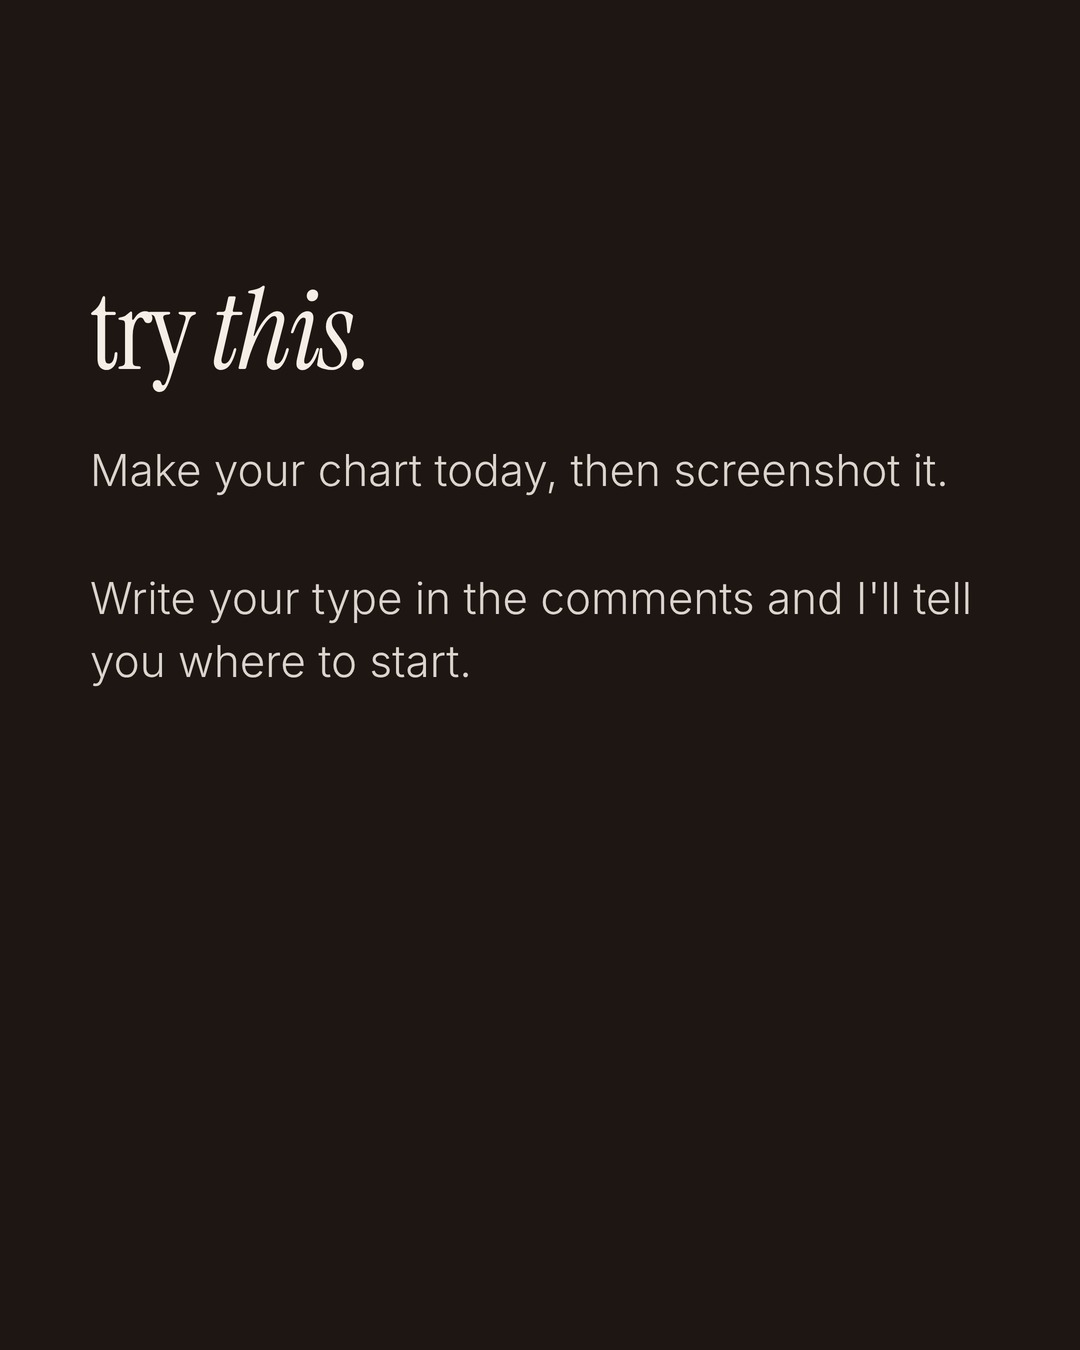 try this.
Make your chart today, then screenshot it.
Write your type in the comments and I'll tell
you where to start.